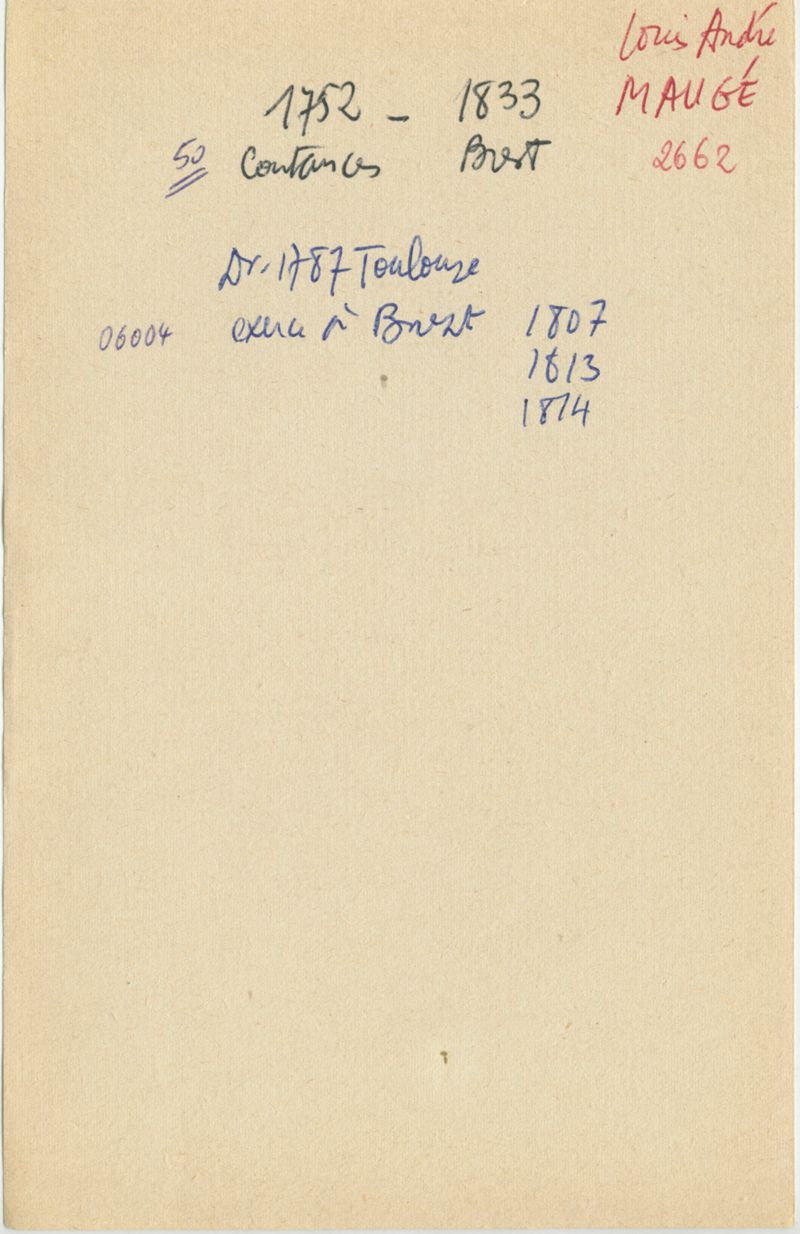 Louis André
MAUGÉ
2662
1752 - 1833
50 Coutances Brest
Dr. 1787 Toulouse
06004 exerce à Brest 1807
1813
1814